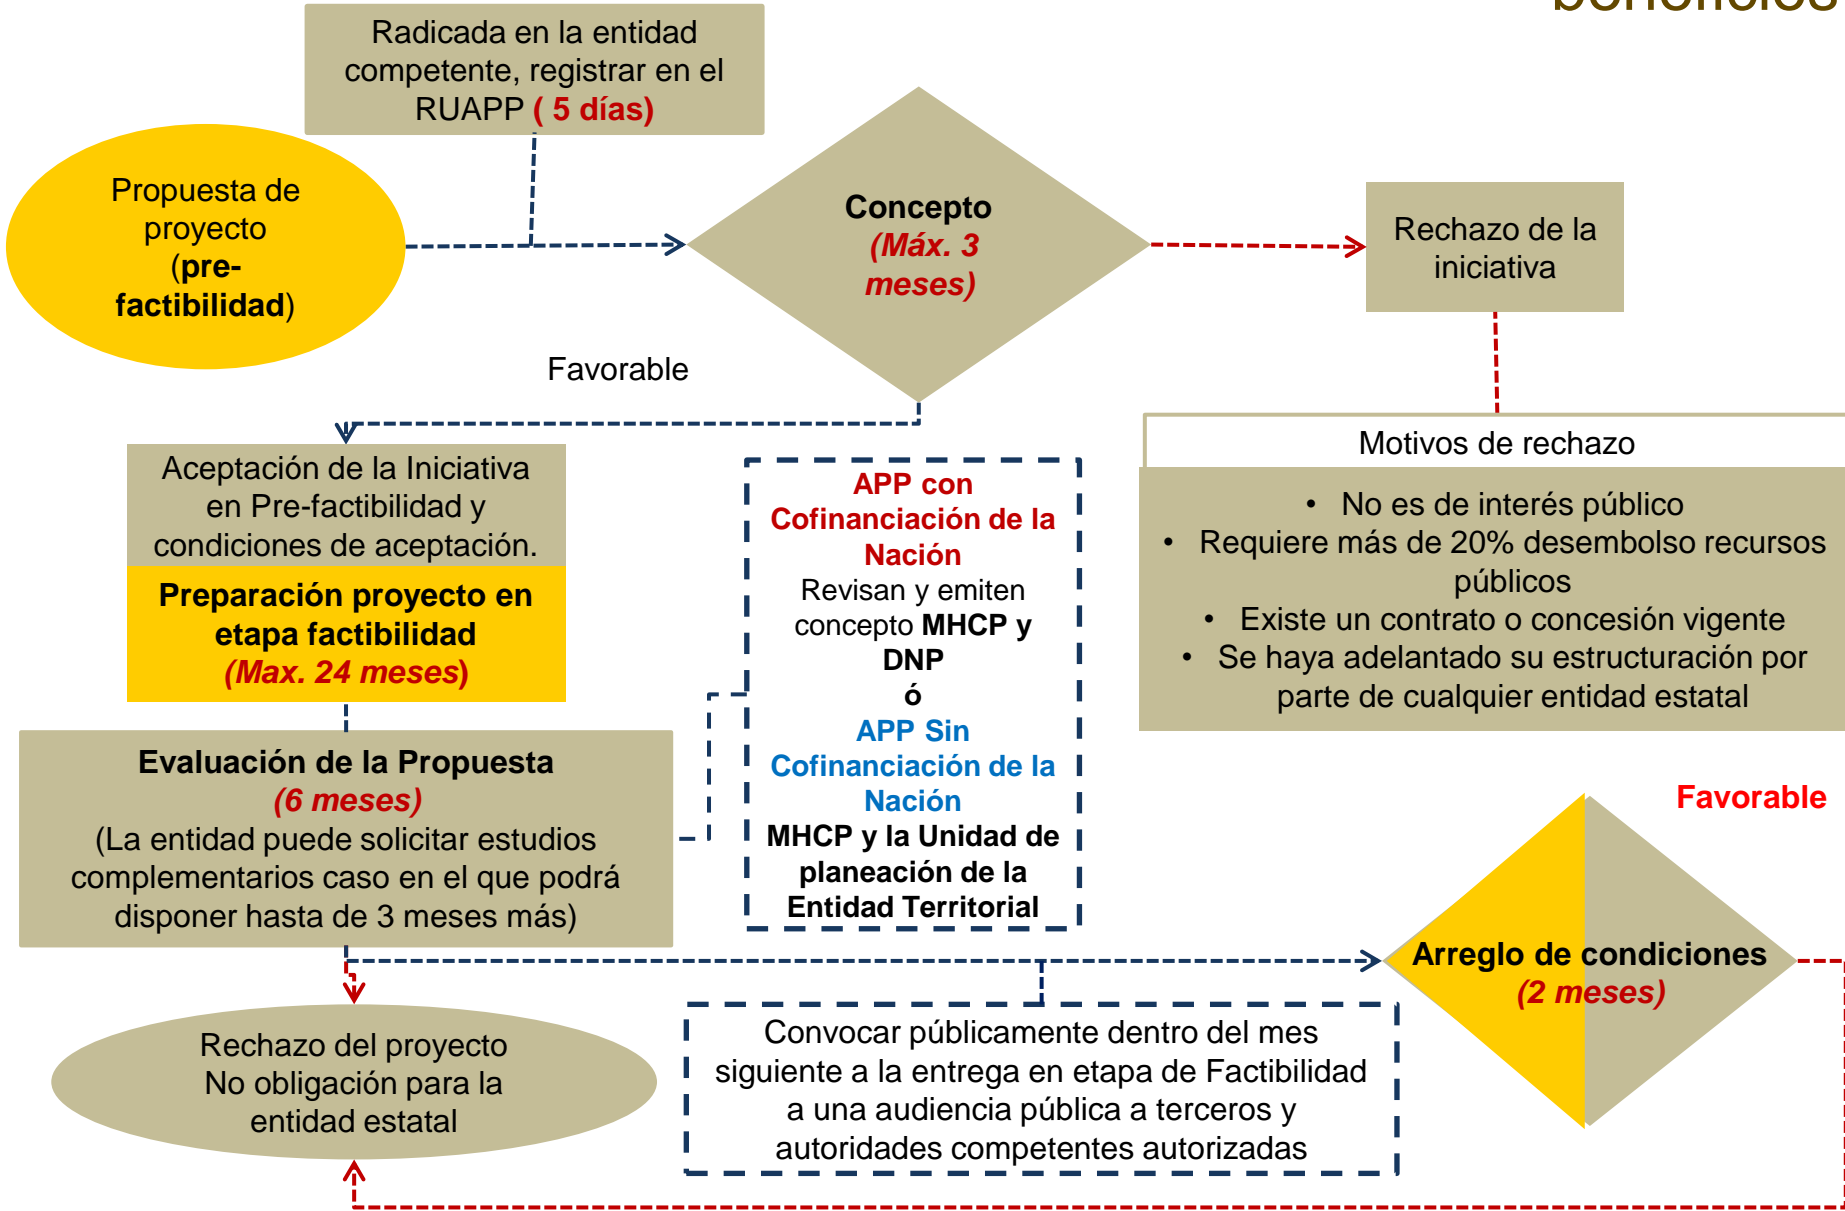 beneficios
Radicada en la entidad
competente, registrar en el
RUAPP ( 5 días)
Propuesta de
proyecto
(pre-
factibilidad)
Concepto
(Máx. 3
meses)
Rechazo de la
iniciativa
Favorable
Aceptación de la Iniciativa
en Pre-factibilidad y
condiciones de aceptación.
Preparación proyecto en
etapa factibilidad
(Max. 24 meses)
APP con
Cofinanciación de la
Nación
Revisan y emiten
concepto MHCP y
DNP
ó
APP Sin
Cofinanciación de la
Nación
MHCP y la Unidad de
planeación de la
Entidad Territorial
Motivos de rechazo
• No es de interés público
• Requiere más de 20% desembolso recursos
públicos
• Existe un contrato o concesión vigente
• Se haya adelantado su estructuración por
parte de cualquier entidad estatal
Evaluación de la Propuesta
(6 meses)
(La entidad puede solicitar estudios
complementarios caso en el que podrá
disponer hasta de 3 meses más)
Favorable
Arreglo de condiciones
(2 meses)
Rechazo del proyecto
No obligación para la
entidad estatal
Convocar públicamente dentro del mes
siguiente a la entrega en etapa de Factibilidad
a una audiencia pública a terceros y
autoridades competentes autorizadas